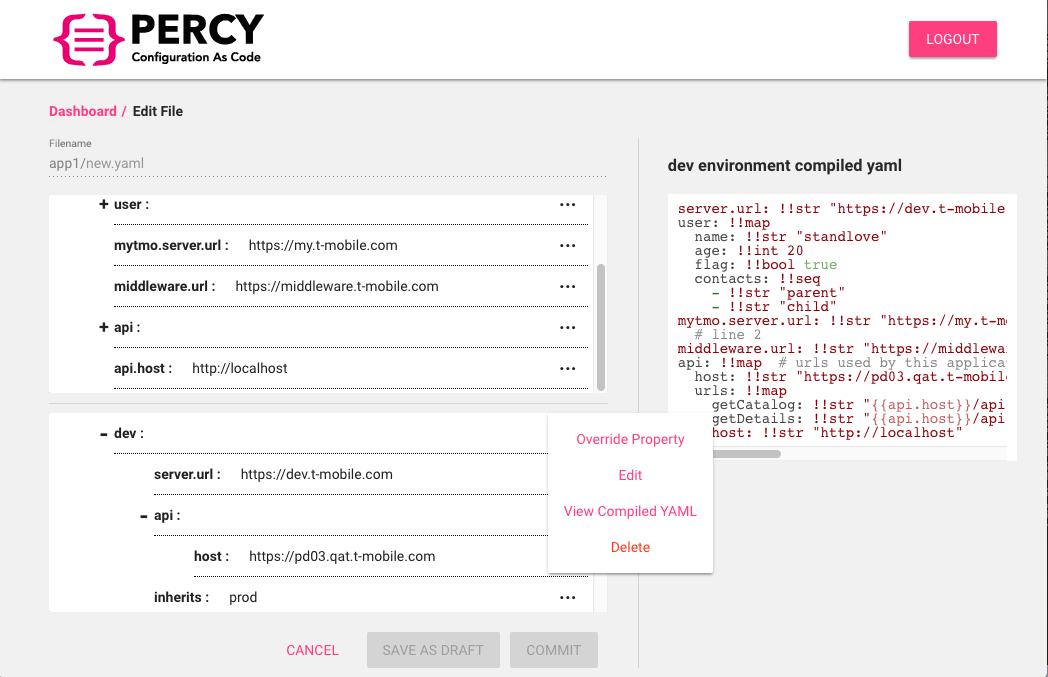 PERCY
Configuration As Code
LOGOUT
Dashboard / Edit File
Filename
app1/new.yaml
+ user : ...
mytmo.server.url : https://my.t-mobile.com ...
middleware.url : https://middleware.t-mobile.com ...
+ api : ...
api.host : http://localhost ...
- dev :
server.url : https://dev.t-mobile.com
- api :
host : https://pd03.qat.t-mobile.com
inherits : prod ...
Override Property
Edit
View Compiled YAML
Delete
CANCEL
SAVE AS DRAFT
COMMIT
dev environment compiled yaml
server.url: !!str "https://dev.t-mobile
user: !!map
name: !!str "standlove"
age: !!int 20
flag: !!bool true
contacts: !!seq
- !!str "parent"
- !!str "child"
mytmo.server.url: !!str "https://my.t-m
# line 2
middleware.url: !!str "https://middlewa
api: !!map # urls used by this applica
host: !!str "https://pd03.qat.t-mobil
urls: !!map
getCatalog: !!str "{{api.host}}/api
getDetails: !!str "{{api.host}}/api
host: !!str "http://localhost"